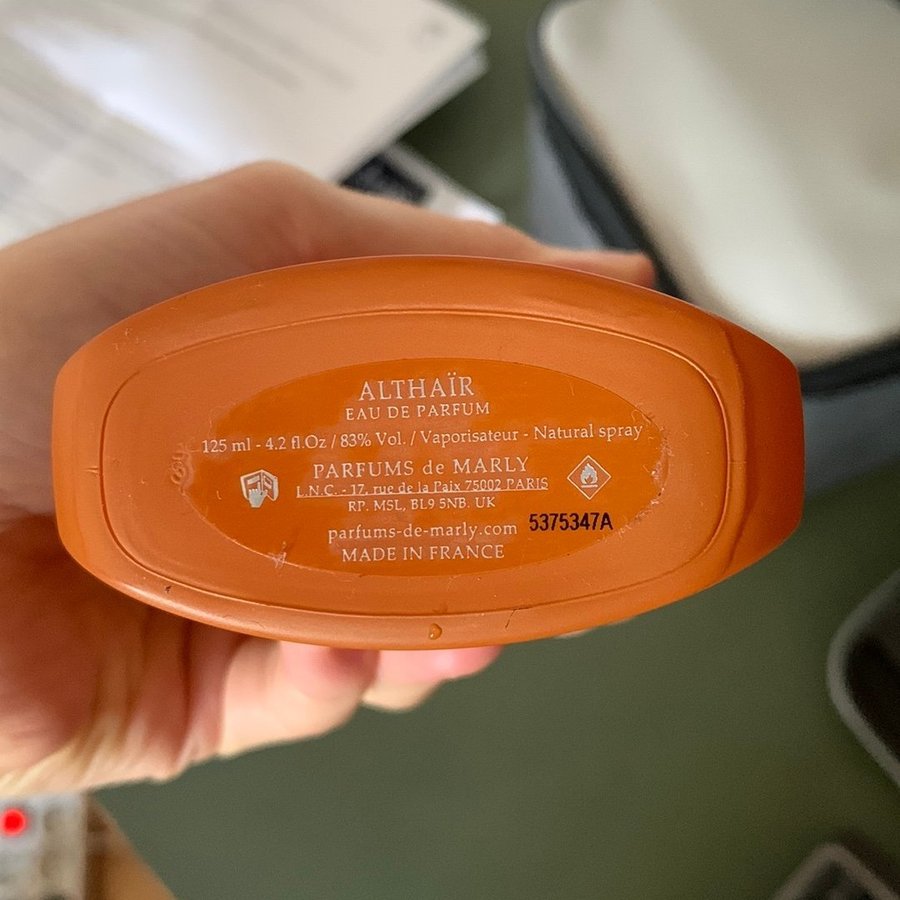 ALTHAÏR
EAU DE PARFUM
125 ml - 4.2 fl.Oz / 83% Vol. / Vaporisateur - Natural spray
PARFUMS de MARLY
L.N.C. - 17, rue de la Paix 75002 PARIS
RP. MSL, BL9 5NB. UK
parfums-de-marly.com 5375347A
MADE IN FRANCE